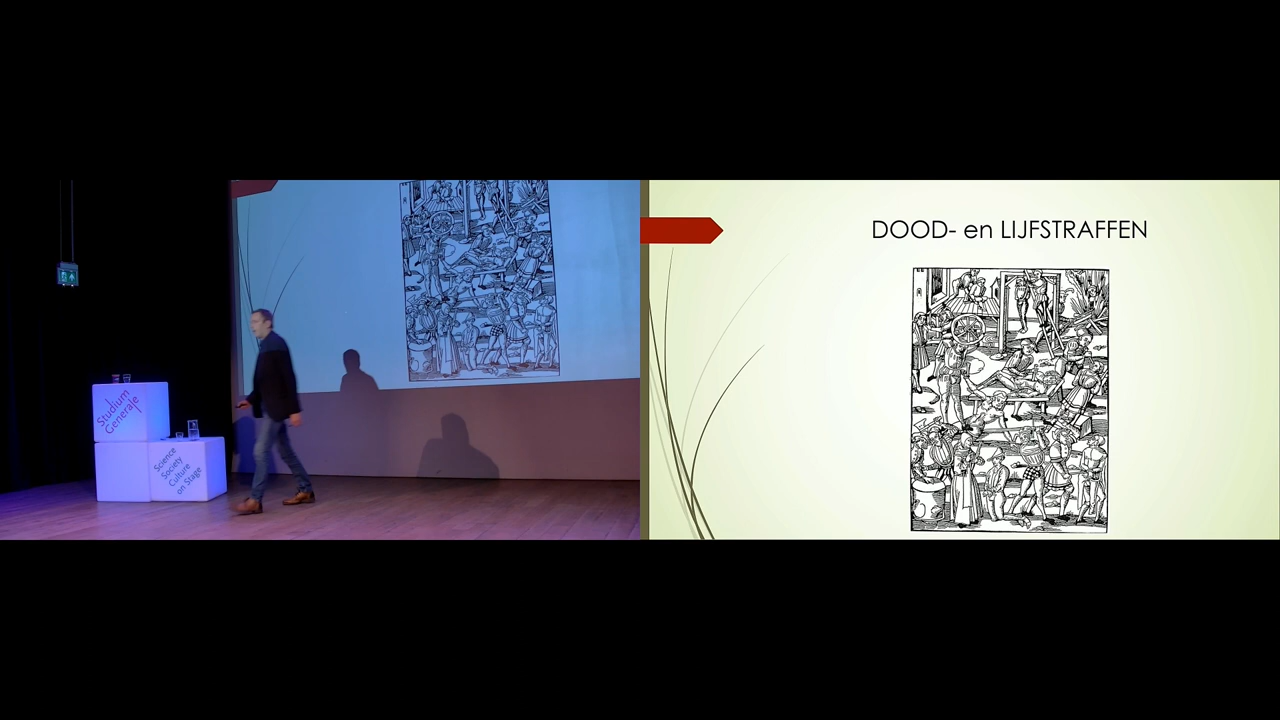 Studium
Generale
Science
Society
Culture
on Stage
DOOD- en LIJFSTRAFFEN